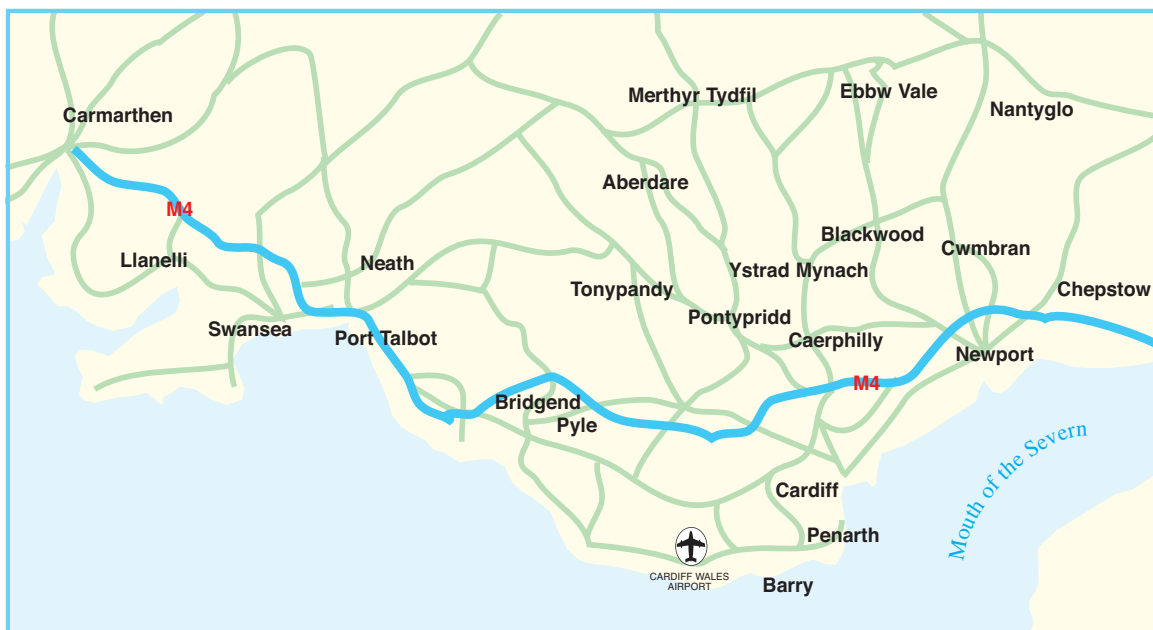 Merthyr Tydfil
Ebbw Vale
Nantyglo
Carmarthen
Aberdare
M4
Blackwood
Cwmbran
Llanelli
Neath
Ystrad Mynach
Tonypandy
Chepstow
Pontypridd
Swansea
Port Talbot
Caerphilly
Newport
M4
Bridgend
Pyle
Mouth of the Severn
Cardiff
Penarth
CARDIFF WALES
AIRPORT
Barry